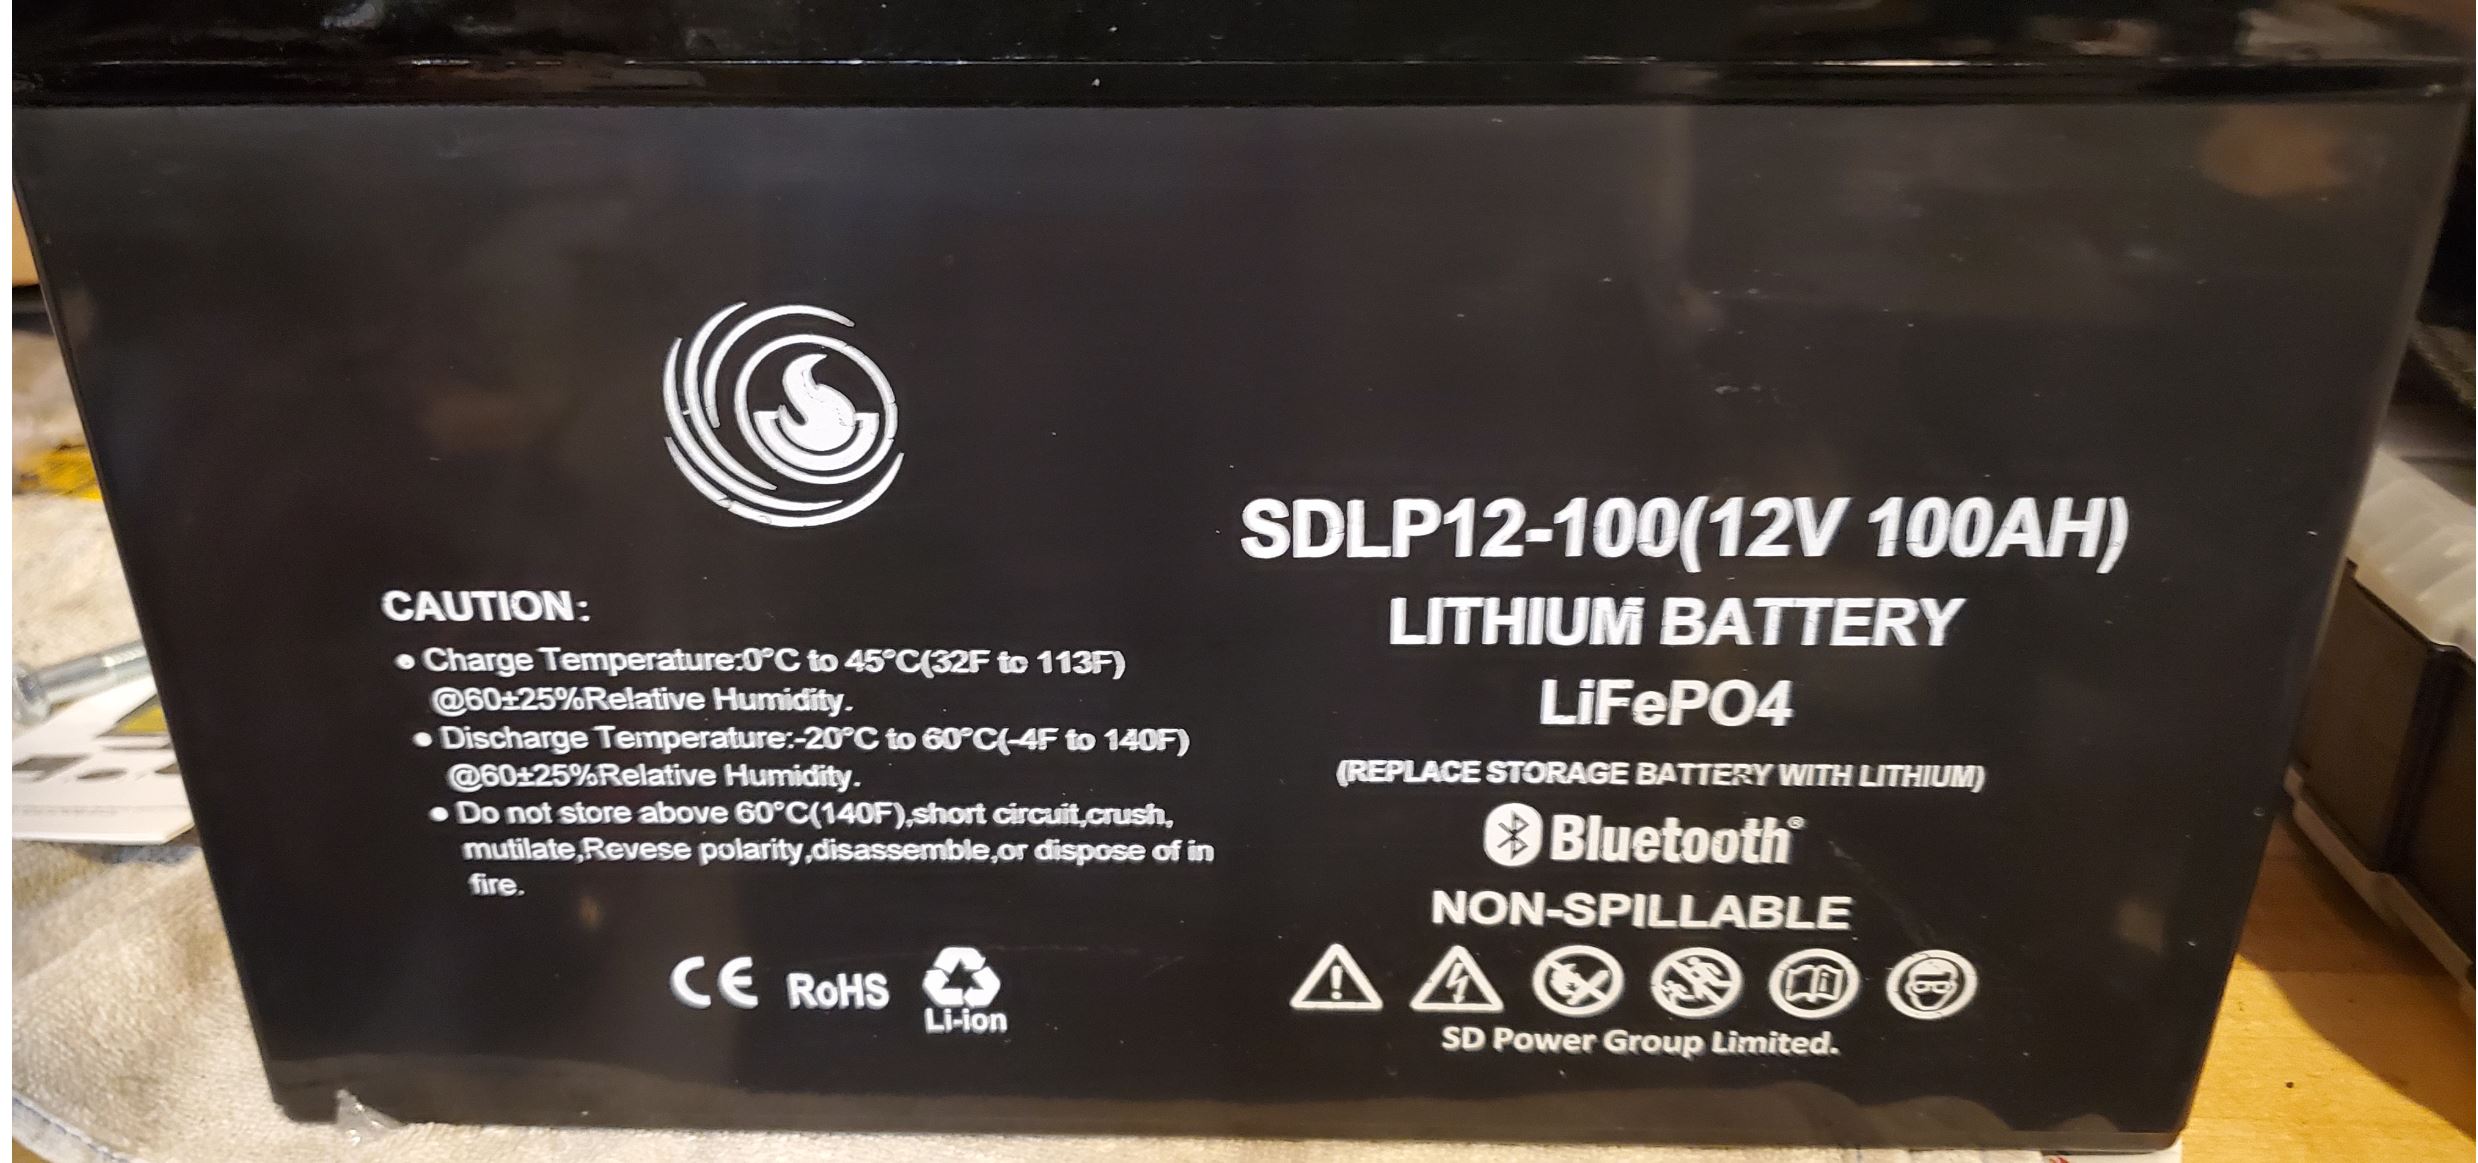 CAUTION:
• Charge Temperature:0°C to 45°C(32F to 113F)
@60±25%Relative Humidity.
• Discharge Temperature:-20°C to 60°C(-4F to 140F)
@60±25%Relative Humidity.
• Do not store above 60°C(140F),short circuit,crush,
mutilate,Revese polarity,disassemble,or dispose of in
fire.
CE RoHS
Li-ion
SDLP12-100(12V 100AH)
LITHIUM BATTERY
LiFePO4
(REPLACE STORAGE BATTERY WITH LITHIUM)
Bluetooth®
NON-SPILLABLE
SD Power Group Limited.